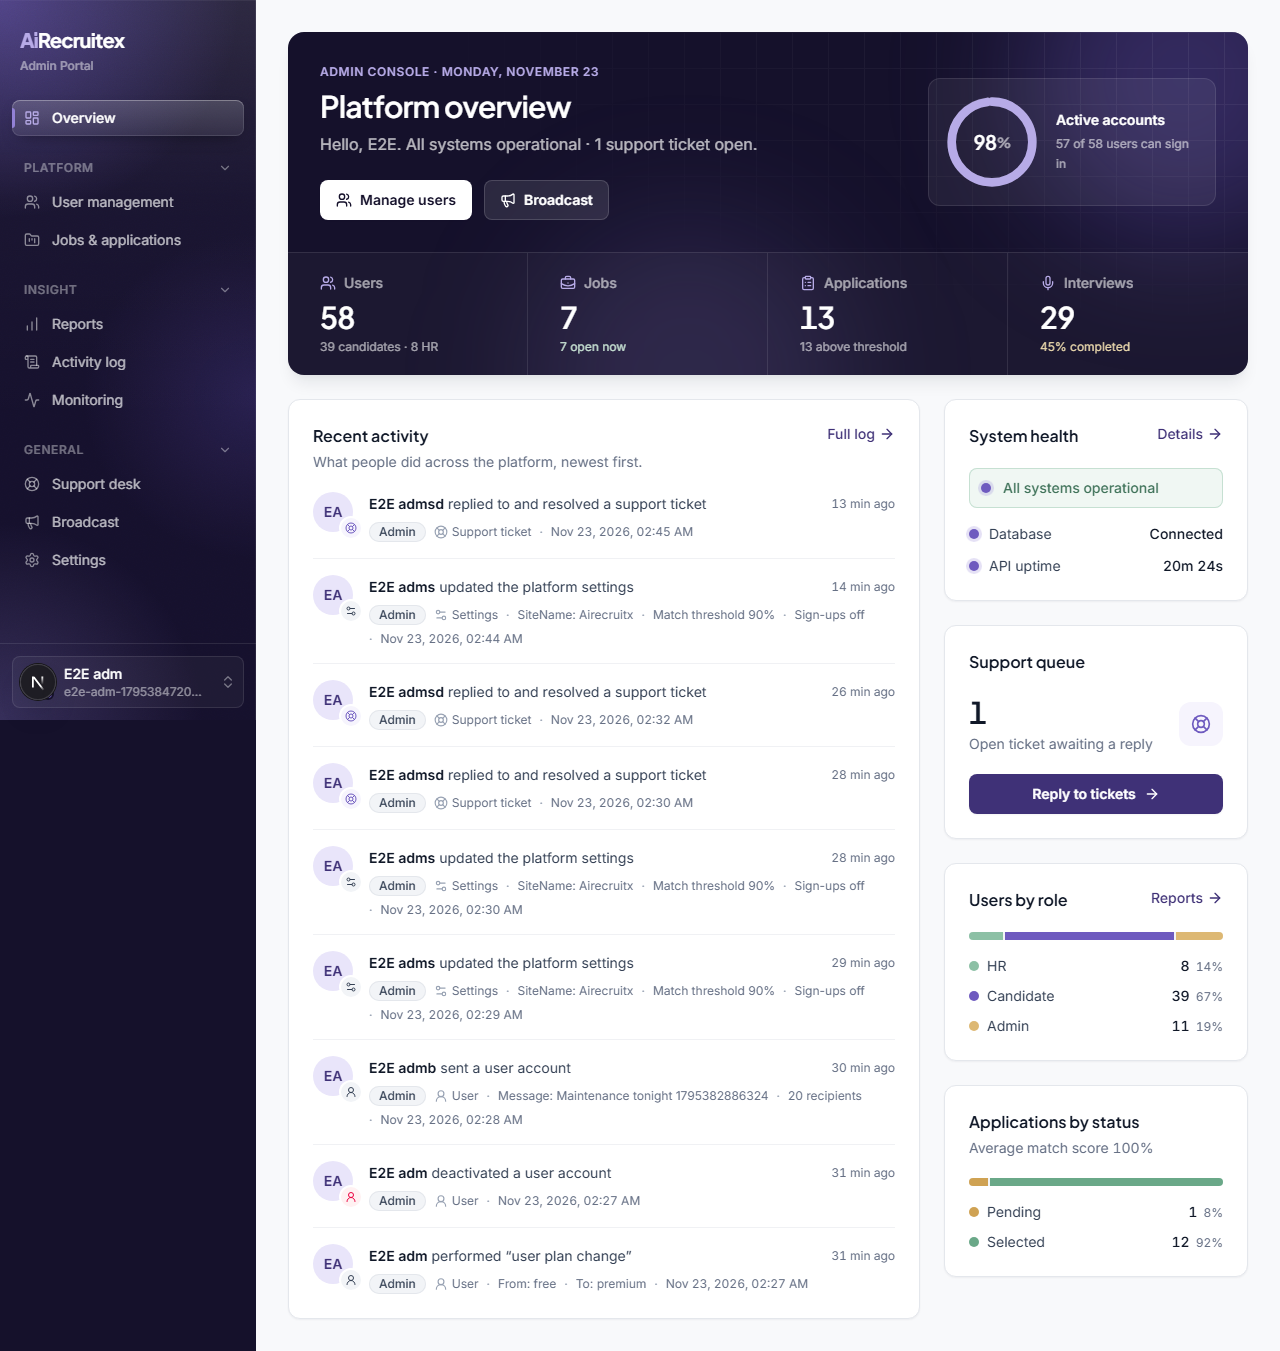 AiRecruitex
Admin Portal
Overview
PLATFORM
User management
Jobs & applications
INSIGHT
Reports
Activity log
Monitoring
GENERAL
Support desk
Broadcast
Settings
N
E2E adm
e2e-adm-1795384720...
ADMIN CONSOLE · MONDAY, NOVEMBER 23
Platform overview
Hello, E2E. All systems operational · 1 support ticket open.
Manage users
Broadcast
98%
Active accounts
57 of 58 users can sign
in
Users
58
39 candidates · 8 HR
Jobs
7
7 open now
Applications
13
13 above threshold
Interviews
29
45% completed
Recent activity
Full log
What people did across the platform, newest first.
EA
E2E admsd replied to and resolved a support ticket
13 min ago
Admin Support ticket · Nov 23, 2026, 02:45 AM
EA
E2E adms updated the platform settings
14 min ago
Admin Settings · SiteName: Airecruitx · Match threshold 90% · Sign-ups off
· Nov 23, 2026, 02:44 AM
EA
E2E admsd replied to and resolved a support ticket
26 min ago
Admin Support ticket · Nov 23, 2026, 02:32 AM
EA
E2E admsd replied to and resolved a support ticket
28 min ago
Admin Support ticket · Nov 23, 2026, 02:30 AM
EA
E2E adms updated the platform settings
28 min ago
Admin Settings · SiteName: Airecruitx · Match threshold 90% · Sign-ups off
· Nov 23, 2026, 02:30 AM
EA
E2E adms updated the platform settings
29 min ago
Admin Settings · SiteName: Airecruitx · Match threshold 90% · Sign-ups off
· Nov 23, 2026, 02:29 AM
EA
E2E admb sent a user account
30 min ago
Admin User · Message: Maintenance tonight 1795382886324 · 20 recipients
· Nov 23, 2026, 02:28 AM
EA
E2E adm deactivated a user account
31 min ago
Admin User · Nov 23, 2026, 02:27 AM
EA
E2E adm performed “user plan change”
31 min ago
Admin User · From: free · To: premium · Nov 23, 2026, 02:27 AM
System health
Details
All systems operational
Database Connected
API uptime 20m 24s
Support queue
1
Open ticket awaiting a reply
Reply to tickets
Users by role
Reports
HR 8 14%
Candidate 39 67%
Admin 11 19%
Applications by status
Average match score 100%
Pending 1 8%
Selected 12 92%